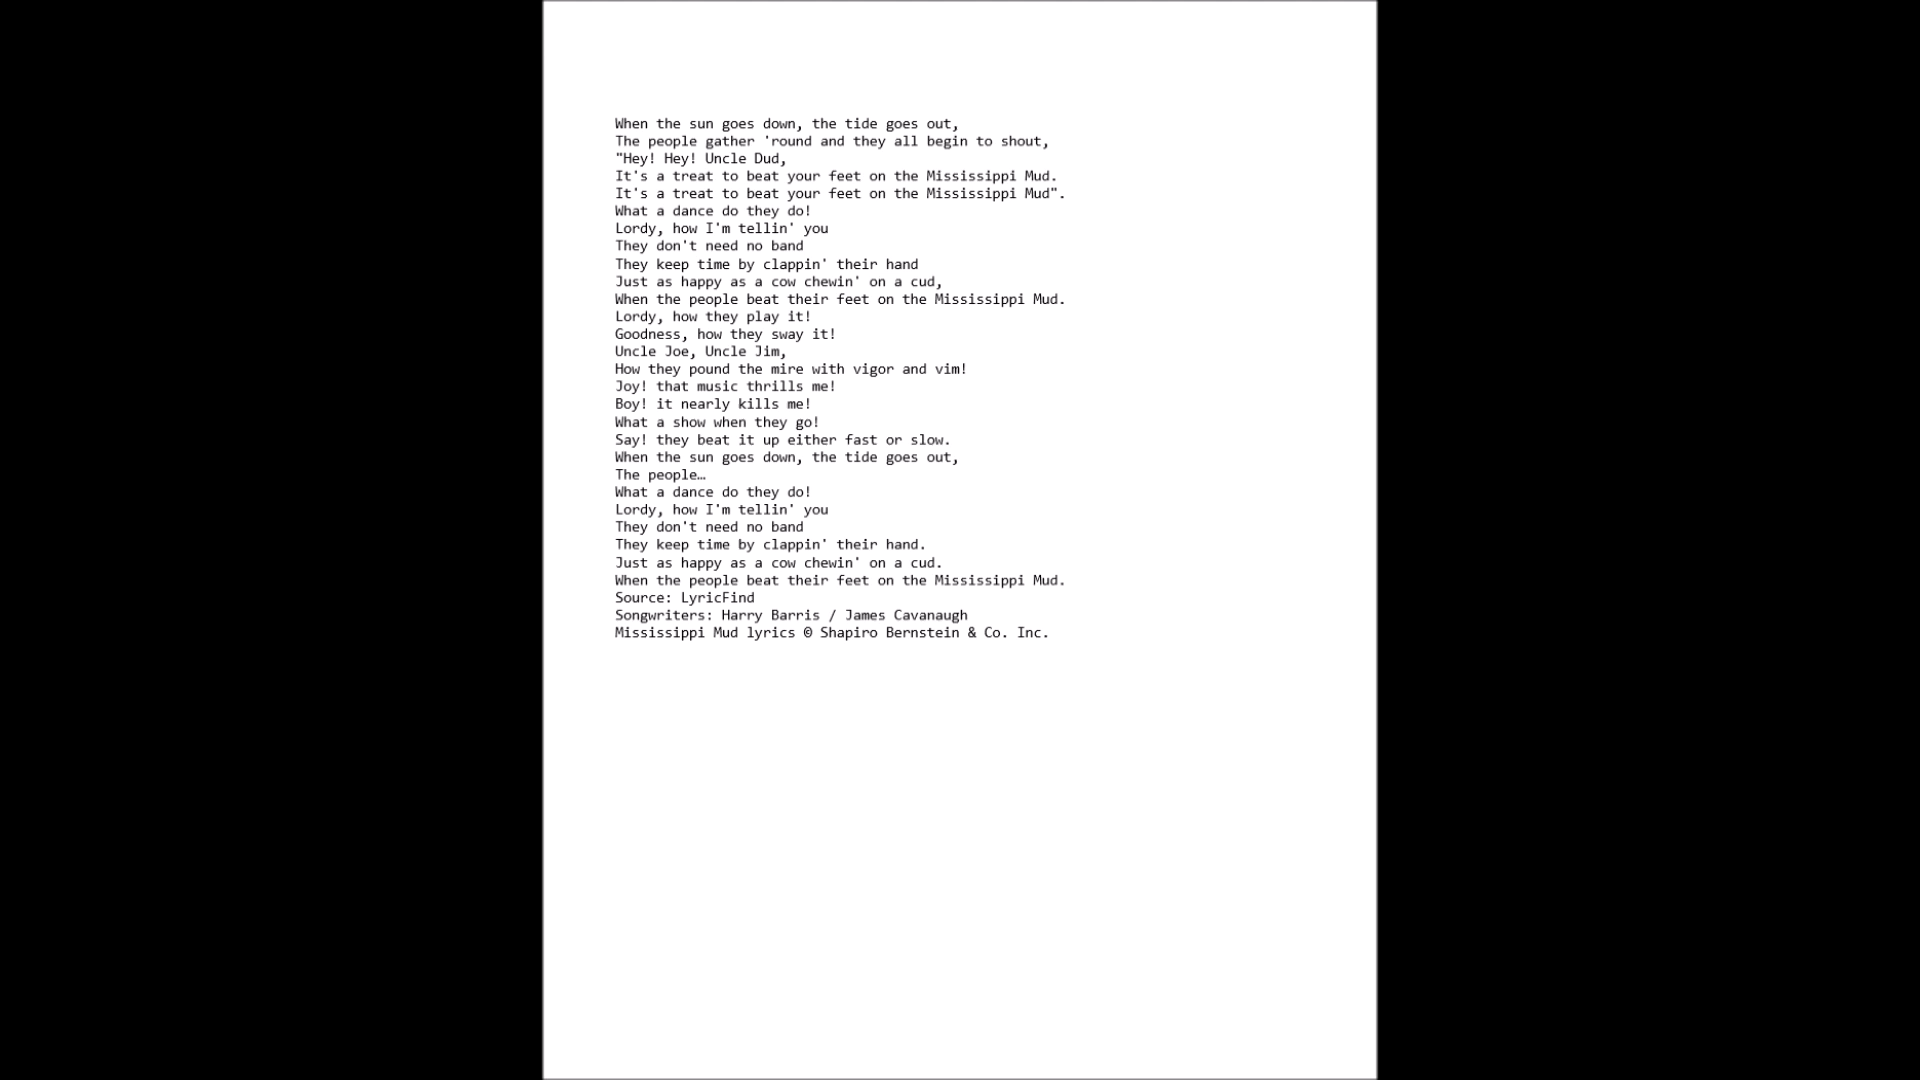 When the sun goes down, the tide goes out,
The people gather 'round and they all begin to shout,
"Hey! Hey! Uncle Dud,
It's a treat to beat your feet on the Mississippi Mud.
It's a treat to beat your feet on the Mississippi Mud".
What a dance do they do!
Lordy, how I'm tellin' you
They don't need no band
They keep time by clappin' their hand
Just as happy as a cow chewin' on a cud,
When the people beat their feet on the Mississippi Mud.
Lordy, how they play it!
Goodness, how they sway it!
Uncle Joe, Uncle Jim,
How they pound the mire with vigor and vim!
Joy! that music thrills me!
Boy! it nearly kills me!
What a show when they go!
Say! they beat it up either fast or slow.
When the sun goes down, the tide goes out,
The people…
What a dance do they do!
Lordy, how I'm tellin' you
They don't need no band
They keep time by clappin' their hand.
Just as happy as a cow chewin' on a cud.
When the people beat their feet on the Mississippi Mud.
Source: LyricFind
Songwriters: Harry Barris / James Cavanaugh
Mississippi Mud lyrics © Shapiro Bernstein & Co. Inc.